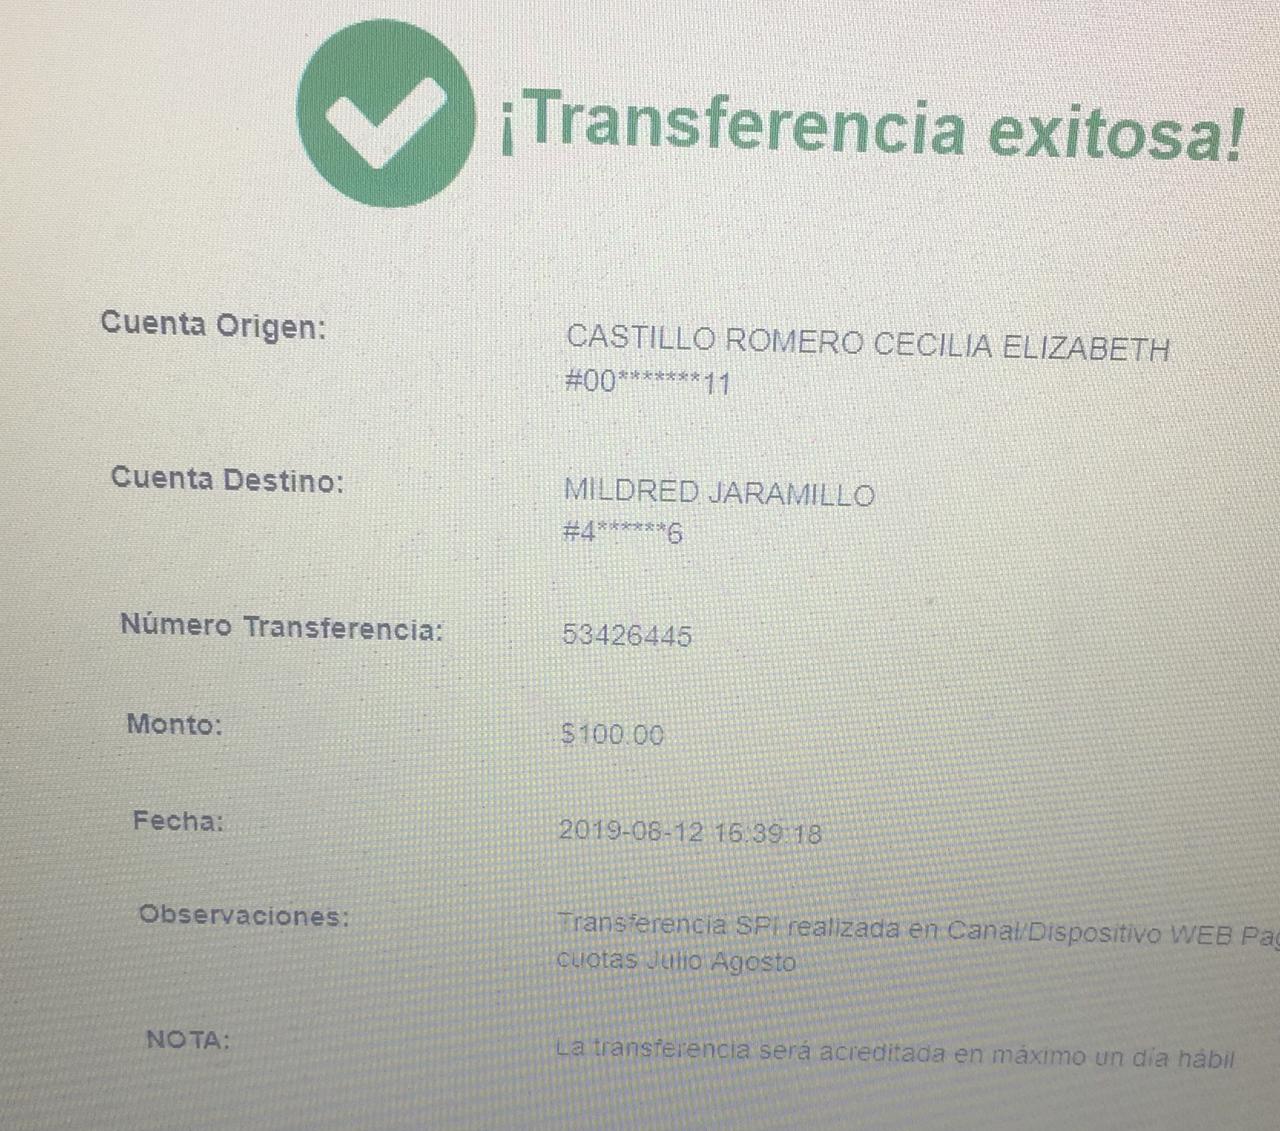 ¡Transferencia exitosa!
Cuenta Origen: CASTILLO ROMERO CECILIA ELIZABETH
#00*******11
Cuenta Destino: MILDRED JARAMILLO
#4******6
Número Transferencia: 53426445
Monto: $100.00
Fecha: 2019-08-12 16:39:18
Observaciones: Transferencia SPI realizada en Canal/Dispositivo WEB
cuotas Julio Agosto
NOTA: La transferencia será acreditada en máximo un día hábil